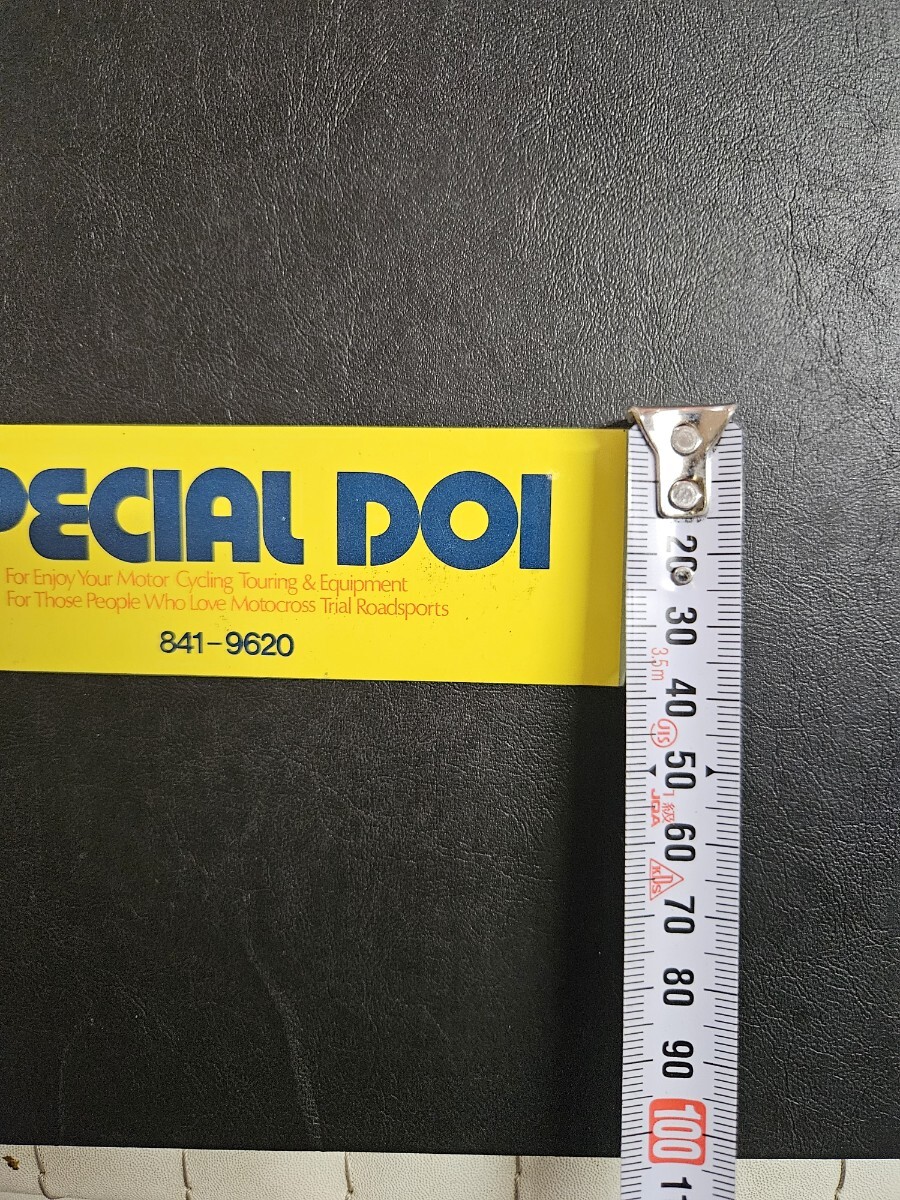 PECIAL DOI
For Enjoy Your Motor Cycling Touring & Equipment
For Those People Who Love Motocross Trial Roadsports
841-9620
20
30
3.5m
40
JIS
50
1級
JQA
60
KDS
70
80
90
100